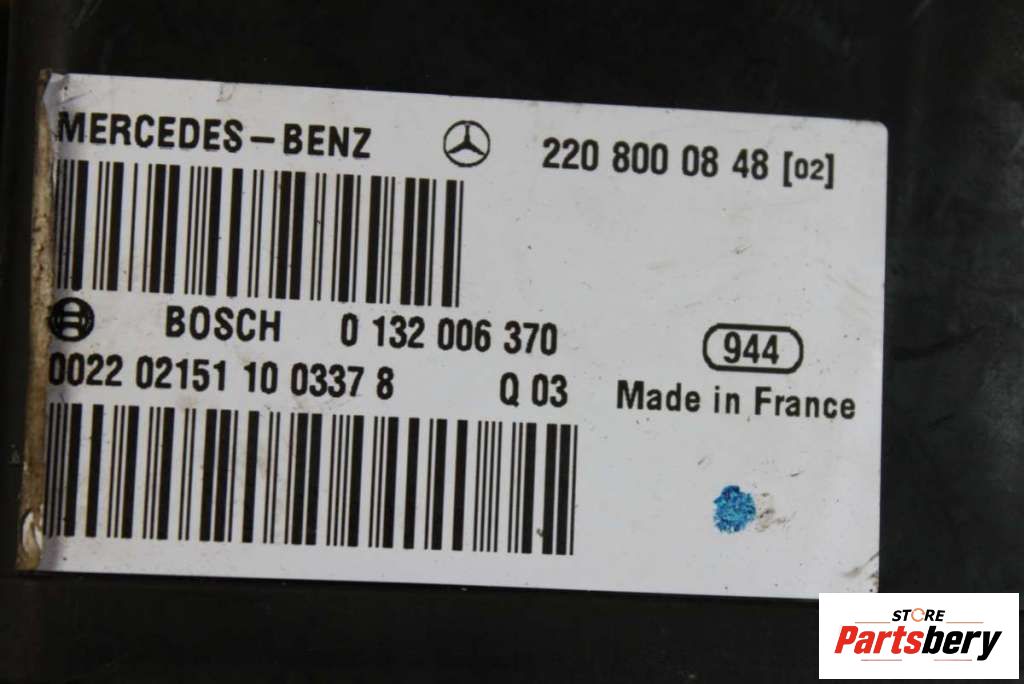 MERCEDES-BENZ 220 800 08 48 [02]
BOSCH 0 132 006 370
944
0022 02151 10 0337 8 Q 03
Made in France
STORE
Partsbery